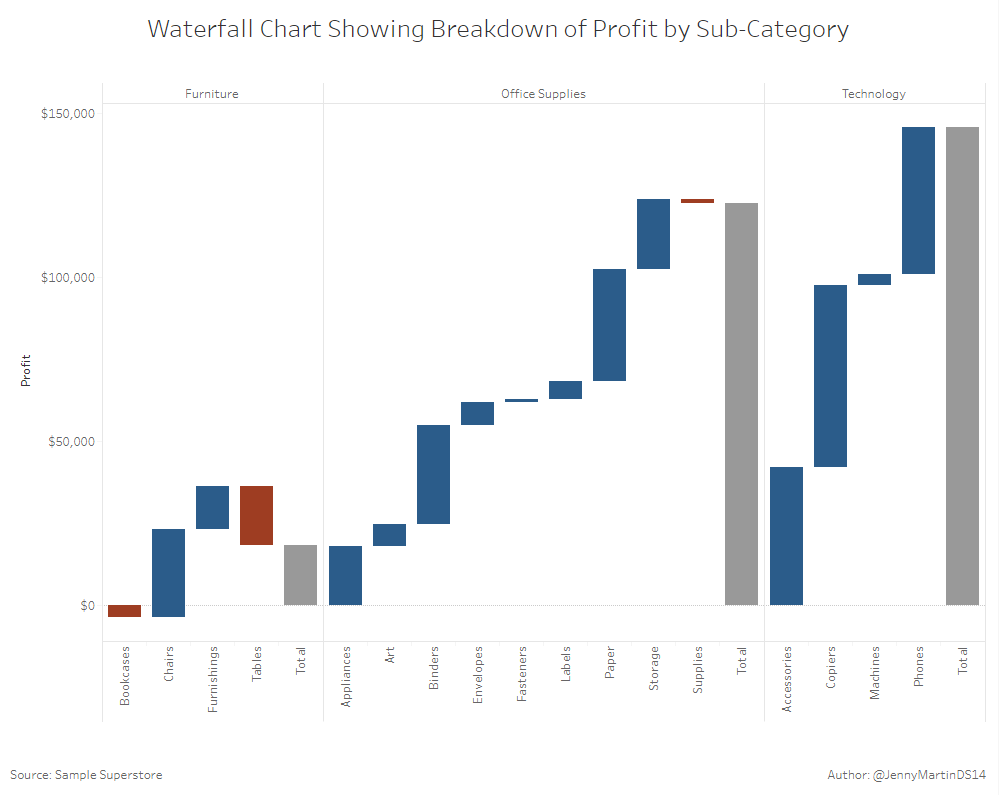 Waterfall Chart Showing Breakdown of Profit by Sub-Category
Furniture
Office Supplies
Technology
$150,000
$100,000
$50,000
$0
Profit
Bookcases
Chairs
Furnishings
Tables
Total
Appliances
Art
Binders
Envelopes
Fasteners
Labels
Paper
Storage
Supplies
Total
Accessories
Copiers
Machines
Phones
Total
Source: Sample Superstore
Author: @JennyMartinDS14